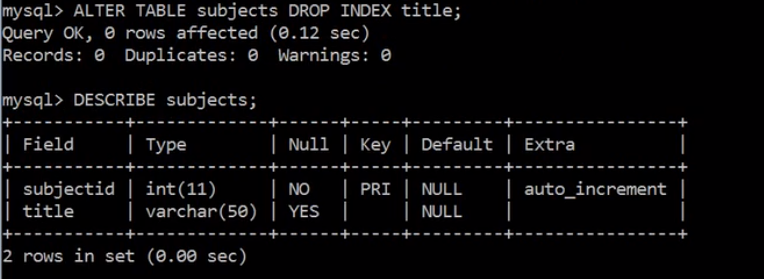 mysql> ALTER TABLE subjects DROP INDEX title;
Query OK, 0 rows affected (0.12 sec)
Records: 0  Duplicates: 0  Warnings: 0
mysql> DESCRIBE subjects;
+-----------+-------------+------+-----+---------+----------------+
| Field     | Type        | Null | Key | Default | Extra          |
+-----------+-------------+------+-----+---------+----------------+
| subjectid | int(11)     | NO   | PRI | NULL    | auto_increment |
| title     | varchar(50) | YES  |     | NULL    |                |
+-----------+-------------+------+-----+---------+----------------+
2 rows in set (0.00 sec)